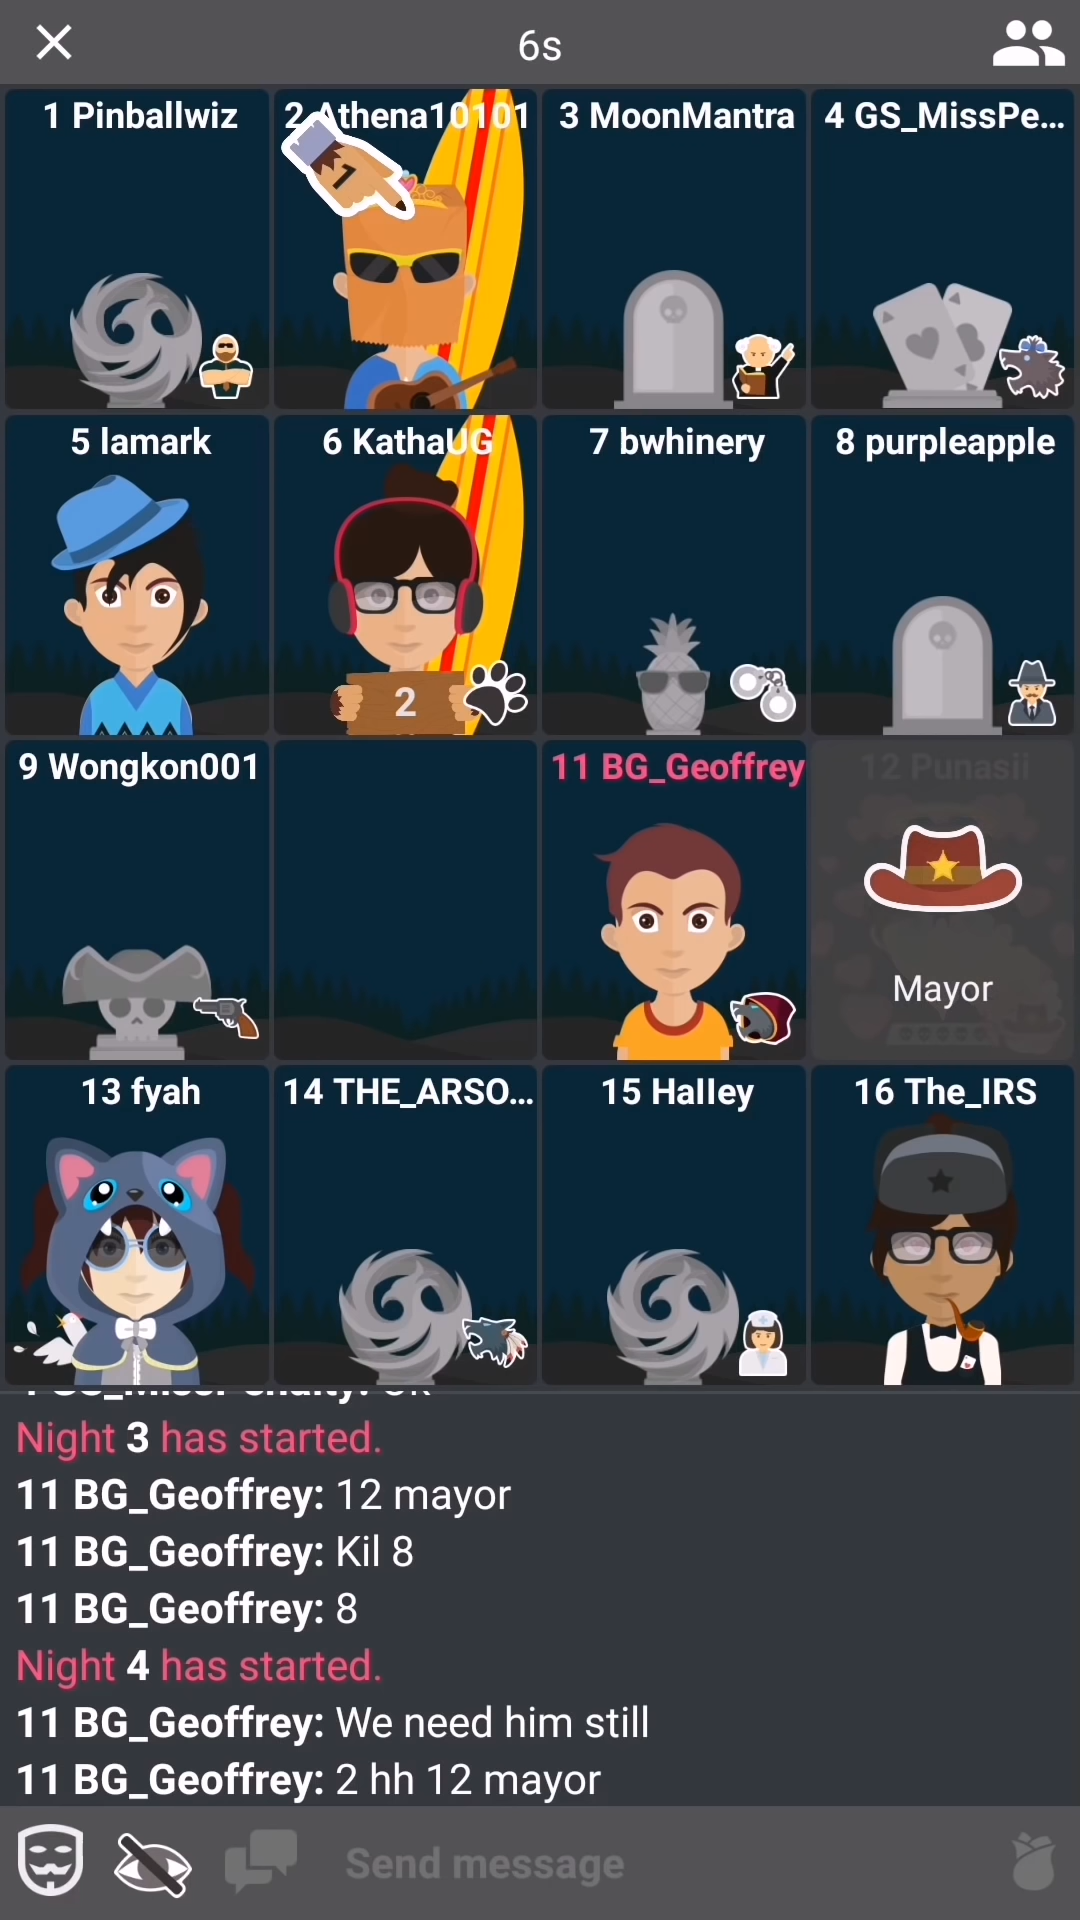 6s
1 Pinballwiz
2 Athena10101
3 MoonMantra
4 GS_MissPe...
1
5 lamark
6 KathaUG
7 bwhinery
8 purpleapple
2
9 Wongkon001
11 BG_Geoffrey
12 Punasii
Mayor
13 fyah
14 THE_ARSO...
15 Halley
16 The_IRS
Night 3 has started.
11 BG_Geoffrey: 12 mayor
11 BG_Geoffrey: Kil 8
11 BG_Geoffrey: 8
Night 4 has started.
11 BG_Geoffrey: We need him still
11 BG_Geoffrey: 2 hh 12 mayor
Send message